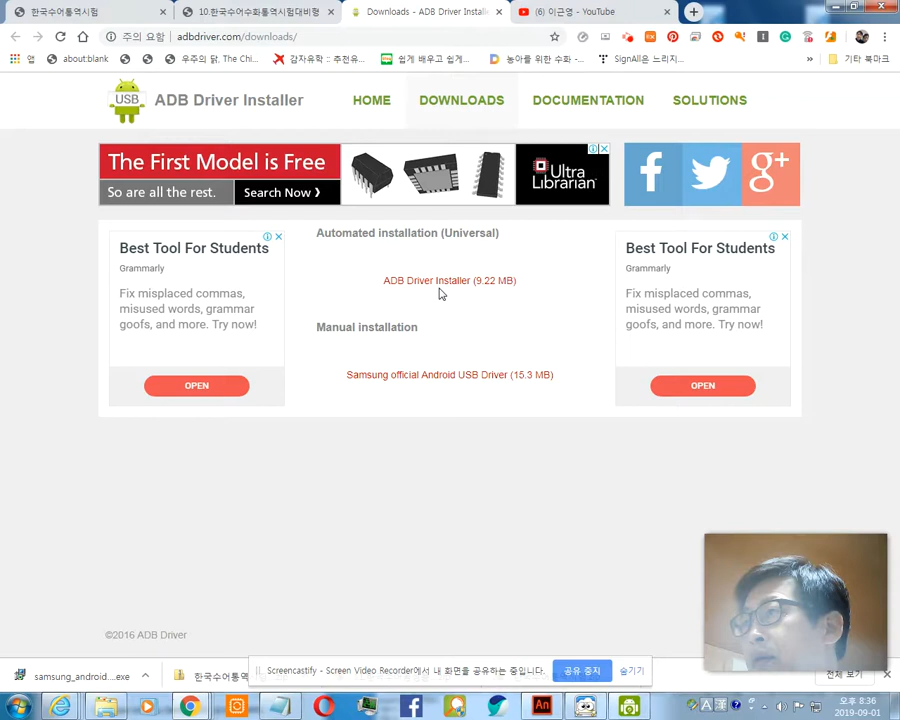 한국수어통역시험
10.한국수어수화통역시험대비형
Downloads - ADB Driver Installe
(6) 이근영 - YouTube
주의 요함
adbdriver.com/downloads/
앱
about:blank
우주의 닭, The Chi...
감자유학 :: 추천유...
쉽게 배우고 쉽게...
농아를 위한 수화 -...
SignAll은 느리지...
»
기타 북마크
USB
ADB Driver Installer
HOME
DOWNLOADS
DOCUMENTATION
SOLUTIONS
The First Model is Free
So are all the rest.
Search Now ❯
Ultra
Librarian
Automated installation (Universal)
ADB Driver Installer (9.22 MB)
Manual installation
Samsung official Android USB Driver (15.3 MB)
Best Tool For Students
Grammarly
Fix misplaced commas,
misused words, grammar
goofs, and more. Try now!
OPEN
Best Tool For Students
Grammarly
Fix misplaced commas,
misused words, grammar
goofs, and more. Try now!
OPEN
©2016 ADB Driver
samsung_android....exe
한국수어통역
Screencastify - Screen Video Recorder에서 내 화면을 공유하는 중입니다.
공유 중지
숨기기
전체 보기
An
A 漢
오후 8:36
2019-09-01